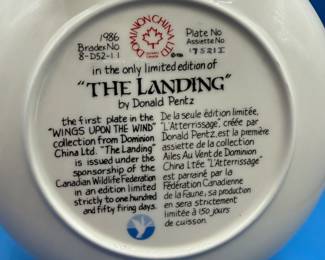 1986
Bradex No
8-D52-1.1
DOMINION CHINA LTD.
Plate No
Assiette No
in the only limited edition of
"THE LANDING"
by Donald Pentz
the first plate in the
"WINGS UPON THE WIND"
collection from Dominion
China Ltd. "The Landing"
is issued under the
sponsorship of the
Canadian Wildlife Federation
in an edition limited
strictly to one hundred
and fifty firing days.
De la seule édition limitée,
"L'Atterrissage", créée par
Donald Pentz, est la première
assiette de la collection
Ailes Au Vent de Dominion
China Ltée "L'Atterrissage"
est parainé par la
Fédération Canadienne
de la Faune, sa production
en sera strictement
limitée à 150 jours
de cuisson.